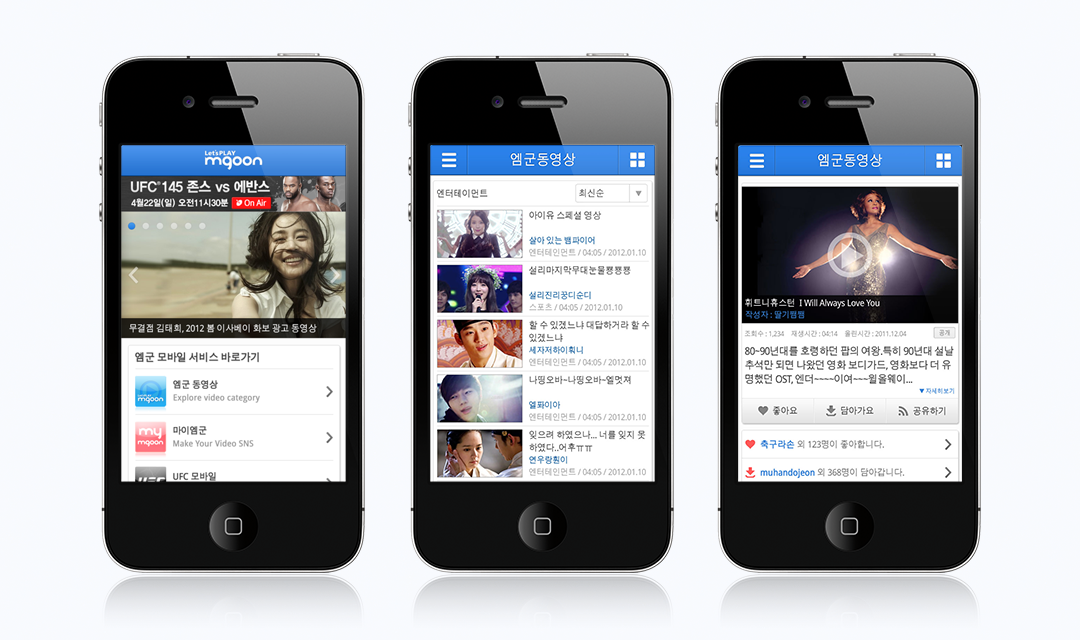 Let's PLAY
mgoon
UFC 145 존스 vs 에반스
4월22일(일) 오전11시30분 On Air
무결점 김태희, 2012 봄 이사베이 화보 광고 동영상
엠군 모바일 서비스 바로가기
mgoon
엠군 동영상
Explore video category
my
mgoon
마이엠군
Make Your Video SNS
UFC
UFC 모바일
엠군동영상
엔터테이먼트
최신순
아이유 스페셜 영상
살아 있는 뱀파이어
엔터테인먼트 / 04:05 / 2012.01.10
설리마지막무대눈물뿅뿅뿅
설리진리꿍디순디
스포츠 / 04:05 / 2012.01.10
할 수 있겠느냐 대답하거라 할 수
있겠느냐
세자저하이훠니
엔터테인먼트 / 04:05 / 2012.01.10
나띵오바~나띵오바~엘멋져
엘퐈이아
엔터테인먼트 / 04:05 / 2012.01.10
잊으려 하였으나... 너를 잊지 못
하였다..어후ㅠㅠ
연우랑훤이
엔터테인먼트 / 04:05 / 2012.01.10
엠군동영상
휘트니휴스턴 I Will Always Love You
작성자 : 딸기쨈쨈
조회수 : 1,234 재생시간 : 04:14 올린시간 : 2011.12.04 공개
80~90년대를 호령하던 팝의 여왕.특히 90년대 설날
추석만 되면 나왔던 영화 보디가드, 영화보다 더 유
명했던 OST, 엔더~~~~이여~~~윌올웨이...
▼자세히보기
좋아요 담아가요 공유하기
축구라손 외 123명이 좋아합니다.
muhandojeon 외 368명이 담아갑니다.